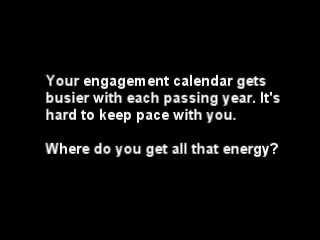 Your engagement calendar gets
busier with each passing year. It's
hard to keep pace with you.
Where do you get all that energy?